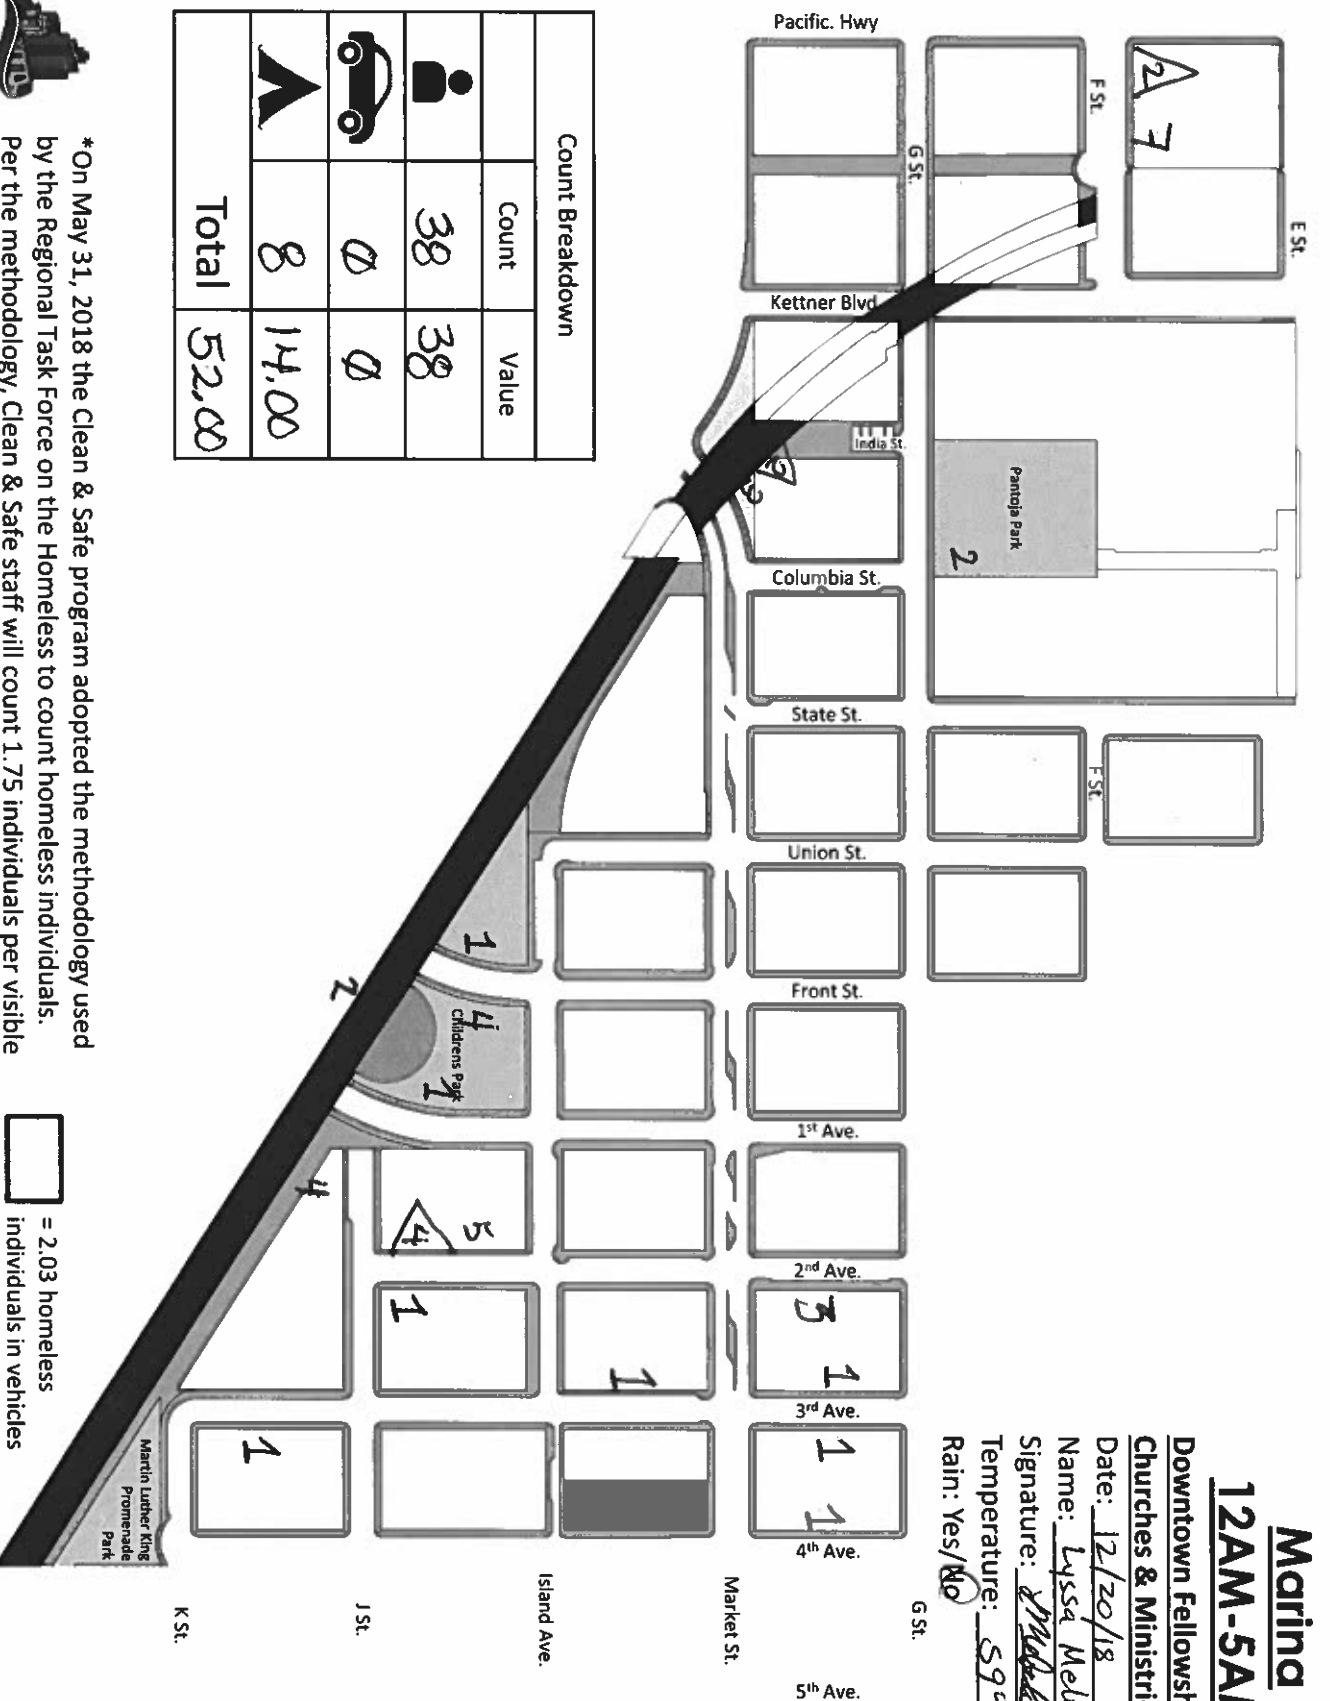 Marina
12AM-5A
Downtown Fellowsh
Churches & Ministri
Date: 12/20/18
Name: Lyssa Mel
Signature:
Temperature: 59°
Rain: Yes/No
E St.
F St.
G St.
Pacific. Hwy
2
7
Kettner Blvd
India St.
Pantoja Park
2
Columbia St.
State St.
F St.
Union St.
1
Front St.
2
4
Childrens Park
1
1st Ave.
4
4
5
2nd Ave.
1
1
3
1
3rd Ave.
1
1
1
4th Ave.
Martin Luther King
Promenade
Park
G St.
Market St.
Island Ave.
J St.
K St.
5th Ave.
Count Breakdown
Count Value
38 38
0 0
8 14.00
Total 52.00
*On May 31, 2018 the Clean & Safe program adopted the methodology used
by the Regional Task Force on the Homeless to count homeless individuals.
Per the methodology, Clean & Safe staff will count 1.75 individuals per visible
= 2.03 homeless
individuals in vehicles